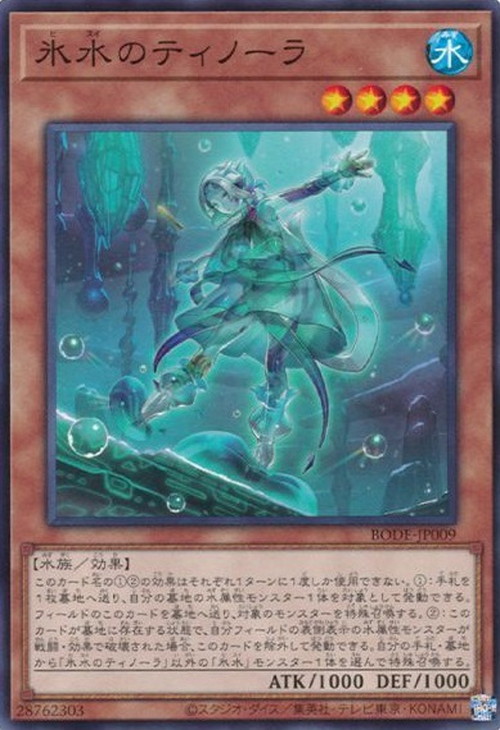 氷水のティノーラ
水
BODE-JP009
【水族/効果】
このカード名の①②の効果はそれぞれ1ターンに1度しか使用できない。①:手札を
1枚墓地へ送り、自分の墓地の水属性モンスター1体を対象として発動できる。
フィールドのこのカードを墓地へ送り、対象のモンスターを特殊召喚する。②:この
カードが墓地に存在する状態で、自分フィールドの表側表示の水属性モンスターが
戦闘・効果で破壊された場合、このカードを除外して発動できる。自分の手札・墓地
から「氷水のティノーラ」以外の「氷水」モンスター1体を選んで特殊召喚する。
ATK/1000 DEF/1000
28762303 ©スタジオ・ダイス/集英社・テレビ東京・KONAMI